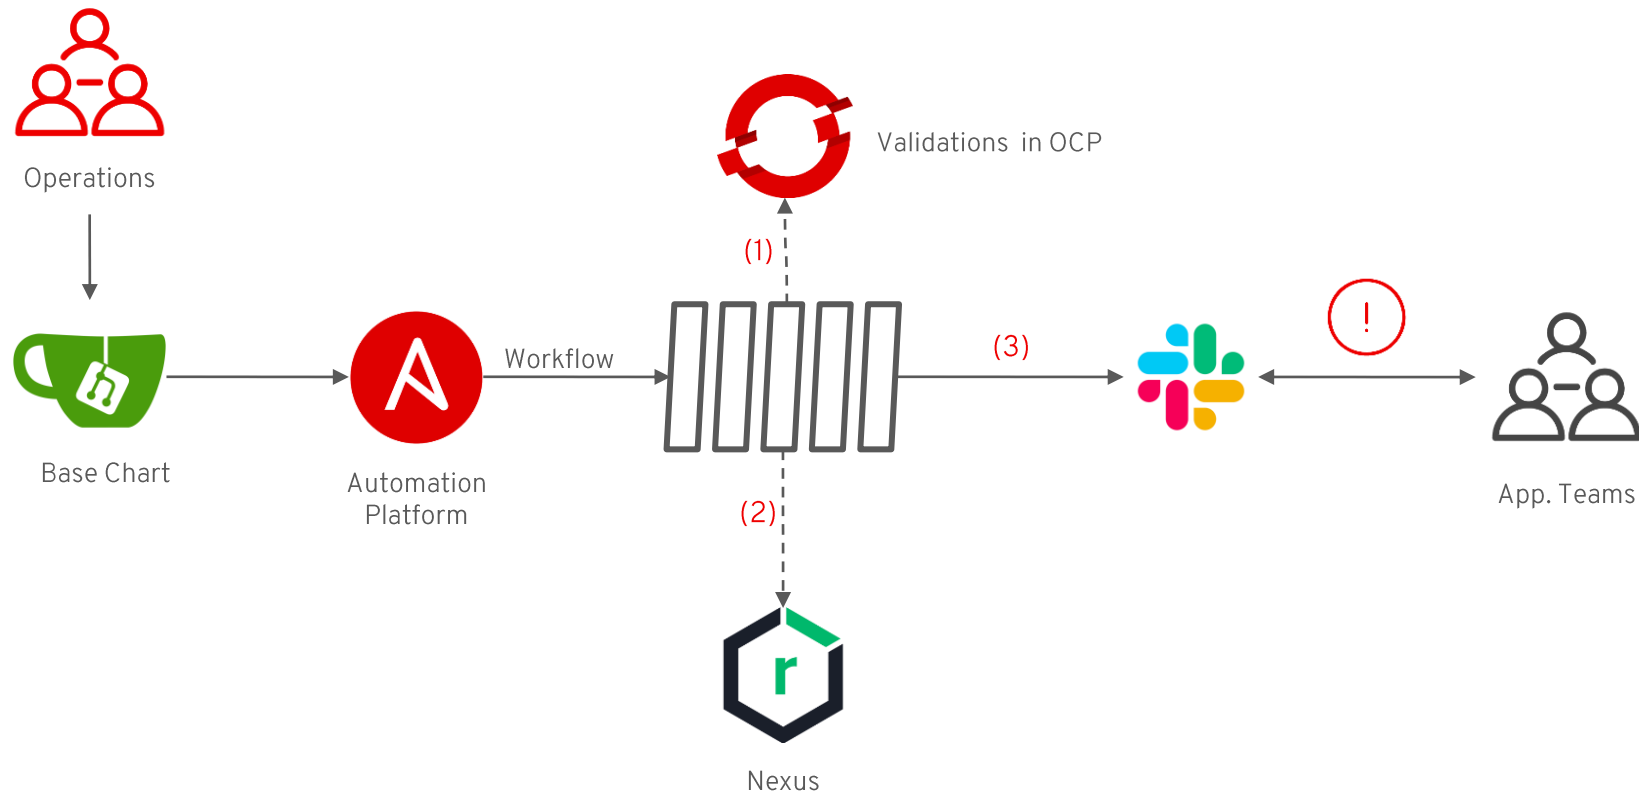 Operations
Validations in OCP
(1)
!
Workflow
(3)
Base Chart
Automation
Platform
App. Teams
(2)
r
Nexus